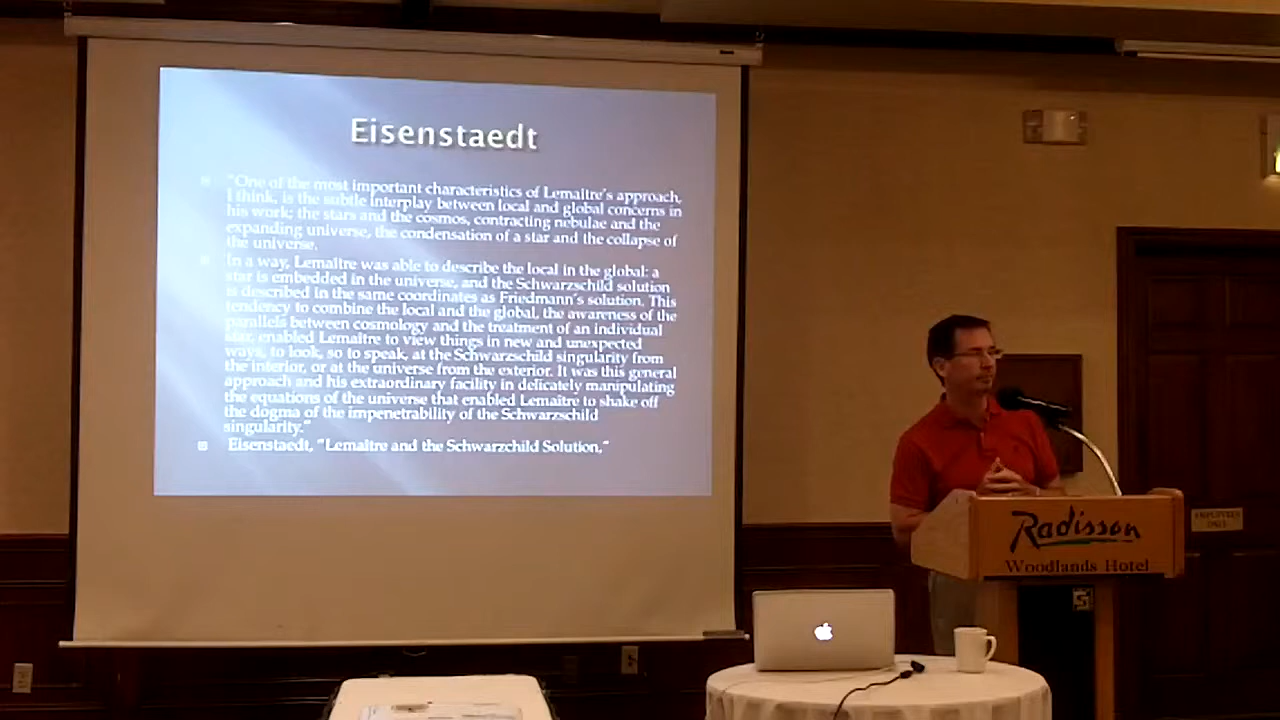 Eisenstaedt
"One of the most important characteristics of Lemaître's approach,
I think, is the subtle interplay between local and global concerns in
his work; the stars and the cosmos, contracting nebulae and the
expanding universe, the condensation of a star and the collapse of
the universe.
In a way, Lemaître was able to describe the local in the global: a
star is embedded in the universe, and the Schwarzschild solution
is described in the same coordinates as Friedmann's solution. This
tendency to combine the local and the global, the awareness of the
parallels between cosmology and the treatment of an individual
star, enabled Lemaître to view things in new and unexpected
ways, to look, so to speak, at the Schwarzschild singularity from
the interior, or at the universe from the exterior. It was this general
approach and his extraordinary facility in delicately manipulating
the equations of the universe that enabled Lemaître to shake off
the dogma of the impenetrability of the Schwarzschild
singularity."
Eisenstaedt, "Lemaître and the Schwarzchild Solution,"
Radisson
Woodlands Hotel
EMPLOYEES
ONLY